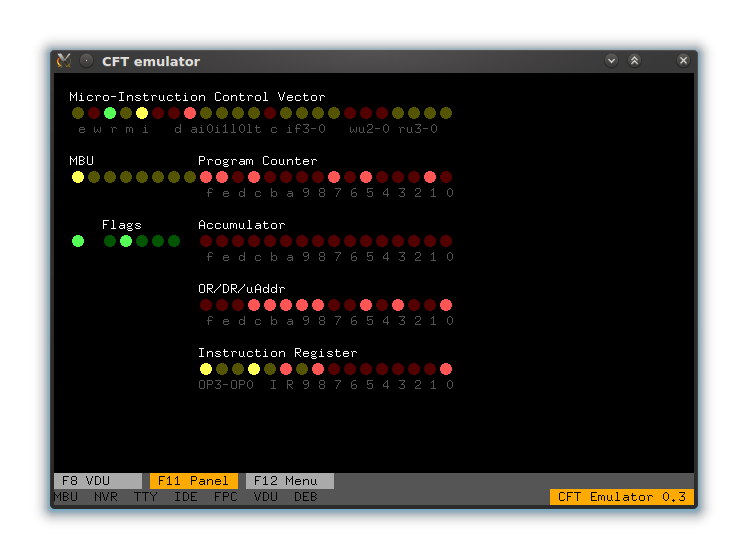 CFT emulator
Micro-Instruction Control Vector
e w r m i d ai0i1l0lt c if3-0 wu2-0 ru3-0
MBU Program Counter
f e d c b a 9 8 7 6 5 4 3 2 1 0
Flags Accumulator
f e d c b a 9 8 7 6 5 4 3 2 1 0
OR/DR/uAddr
f e d c b a 9 8 7 6 5 4 3 2 1 0
Instruction Register
OP3-OP0 I R 9 8 7 6 5 4 3 2 1 0
F8 VDU F11 Panel F12 Menu
MBU NVR TTY IDE FPC VDU DEB CFT Emulator 0.3